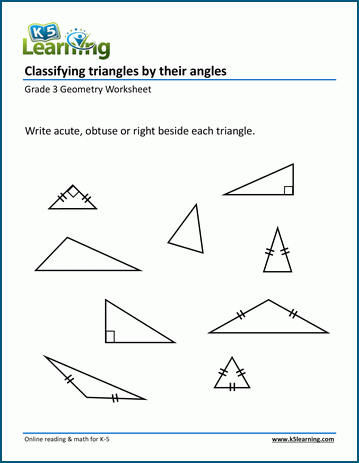 K5
Learning
Classifying triangles by their angles
Grade 3 Geometry Worksheet
Write acute, obtuse or right beside each triangle.
Online reading & math for K-5
www.k5learning.com